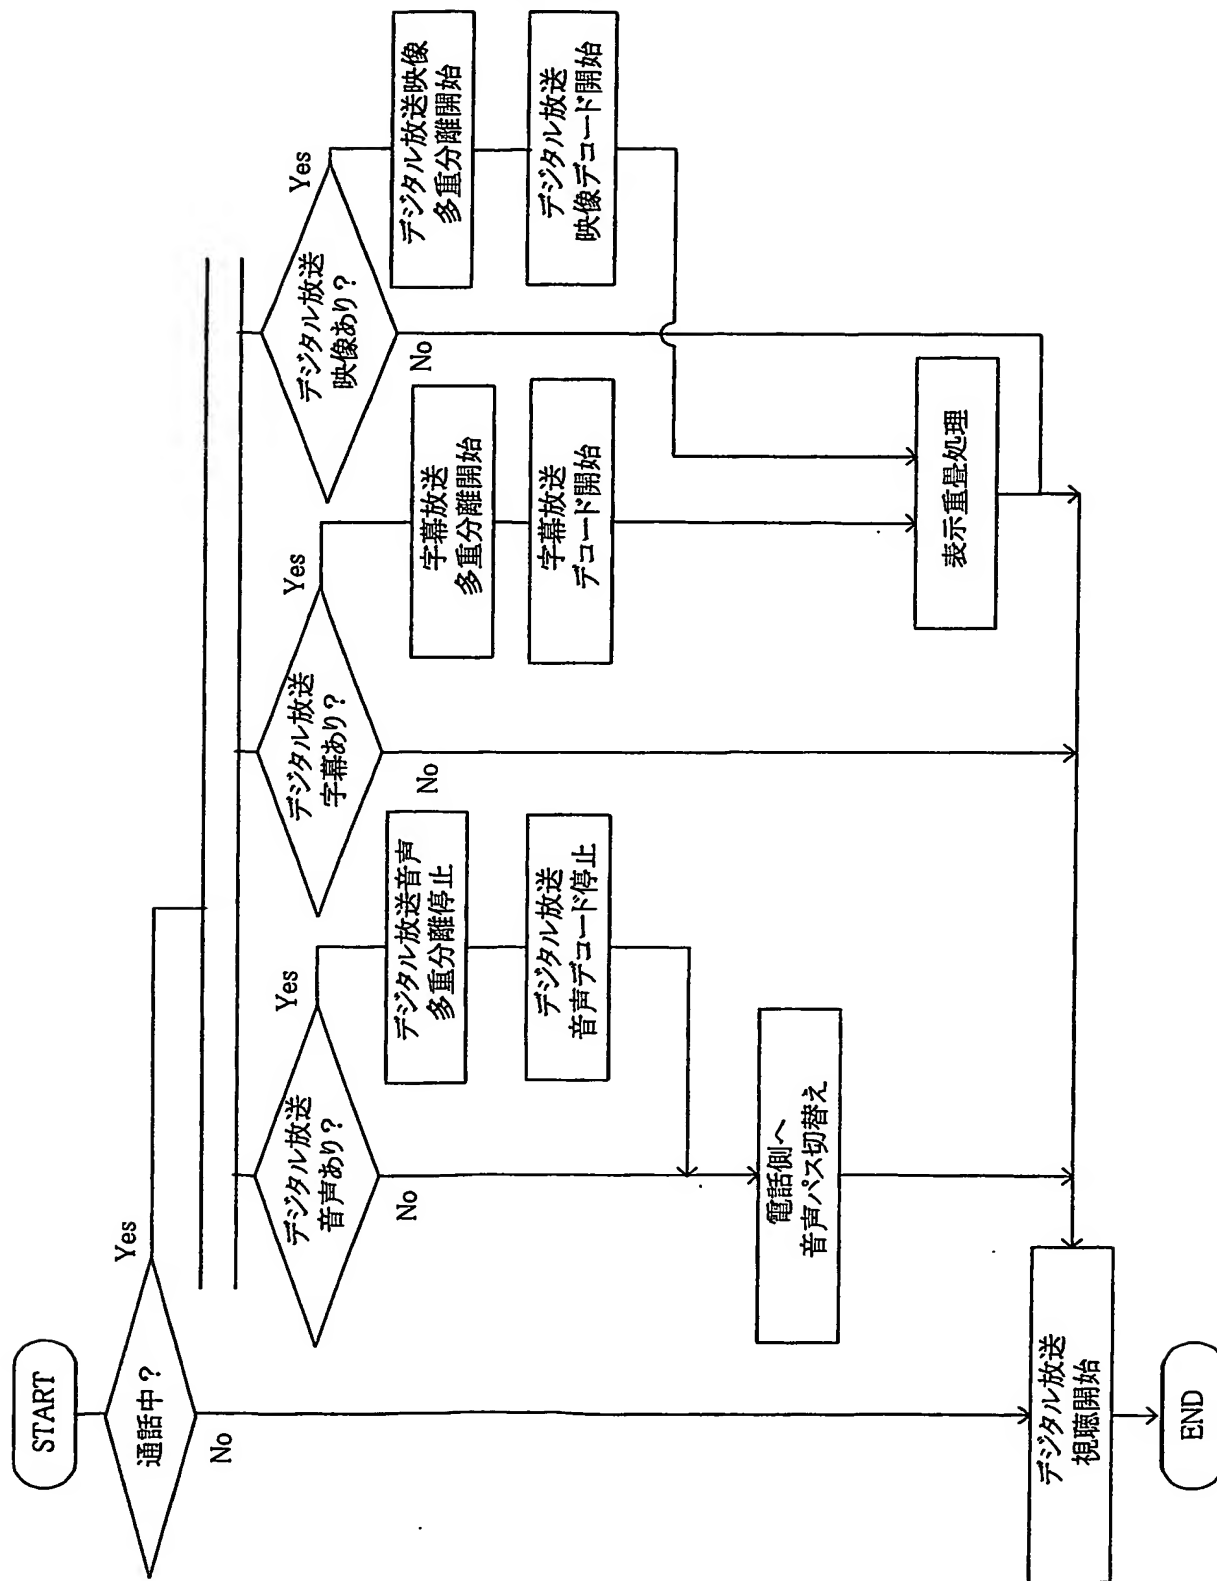 START
通話中？
Yes
No
デジタル放送
音声あり？
Yes
No
デジタル放送音声
多重分離停止
デジタル放送
音声デコード停止
電話側へ
音声パス切替え
デジタル放送
字幕あり？
Yes
No
字幕放送
多重分離開始
字幕放送
デコード開始
デジタル放送
映像あり？
Yes
No
デジタル放送映像
多重分離開始
デジタル放送
映像デコード開始
表示重畳処理
デジタル放送
視聴開始
END